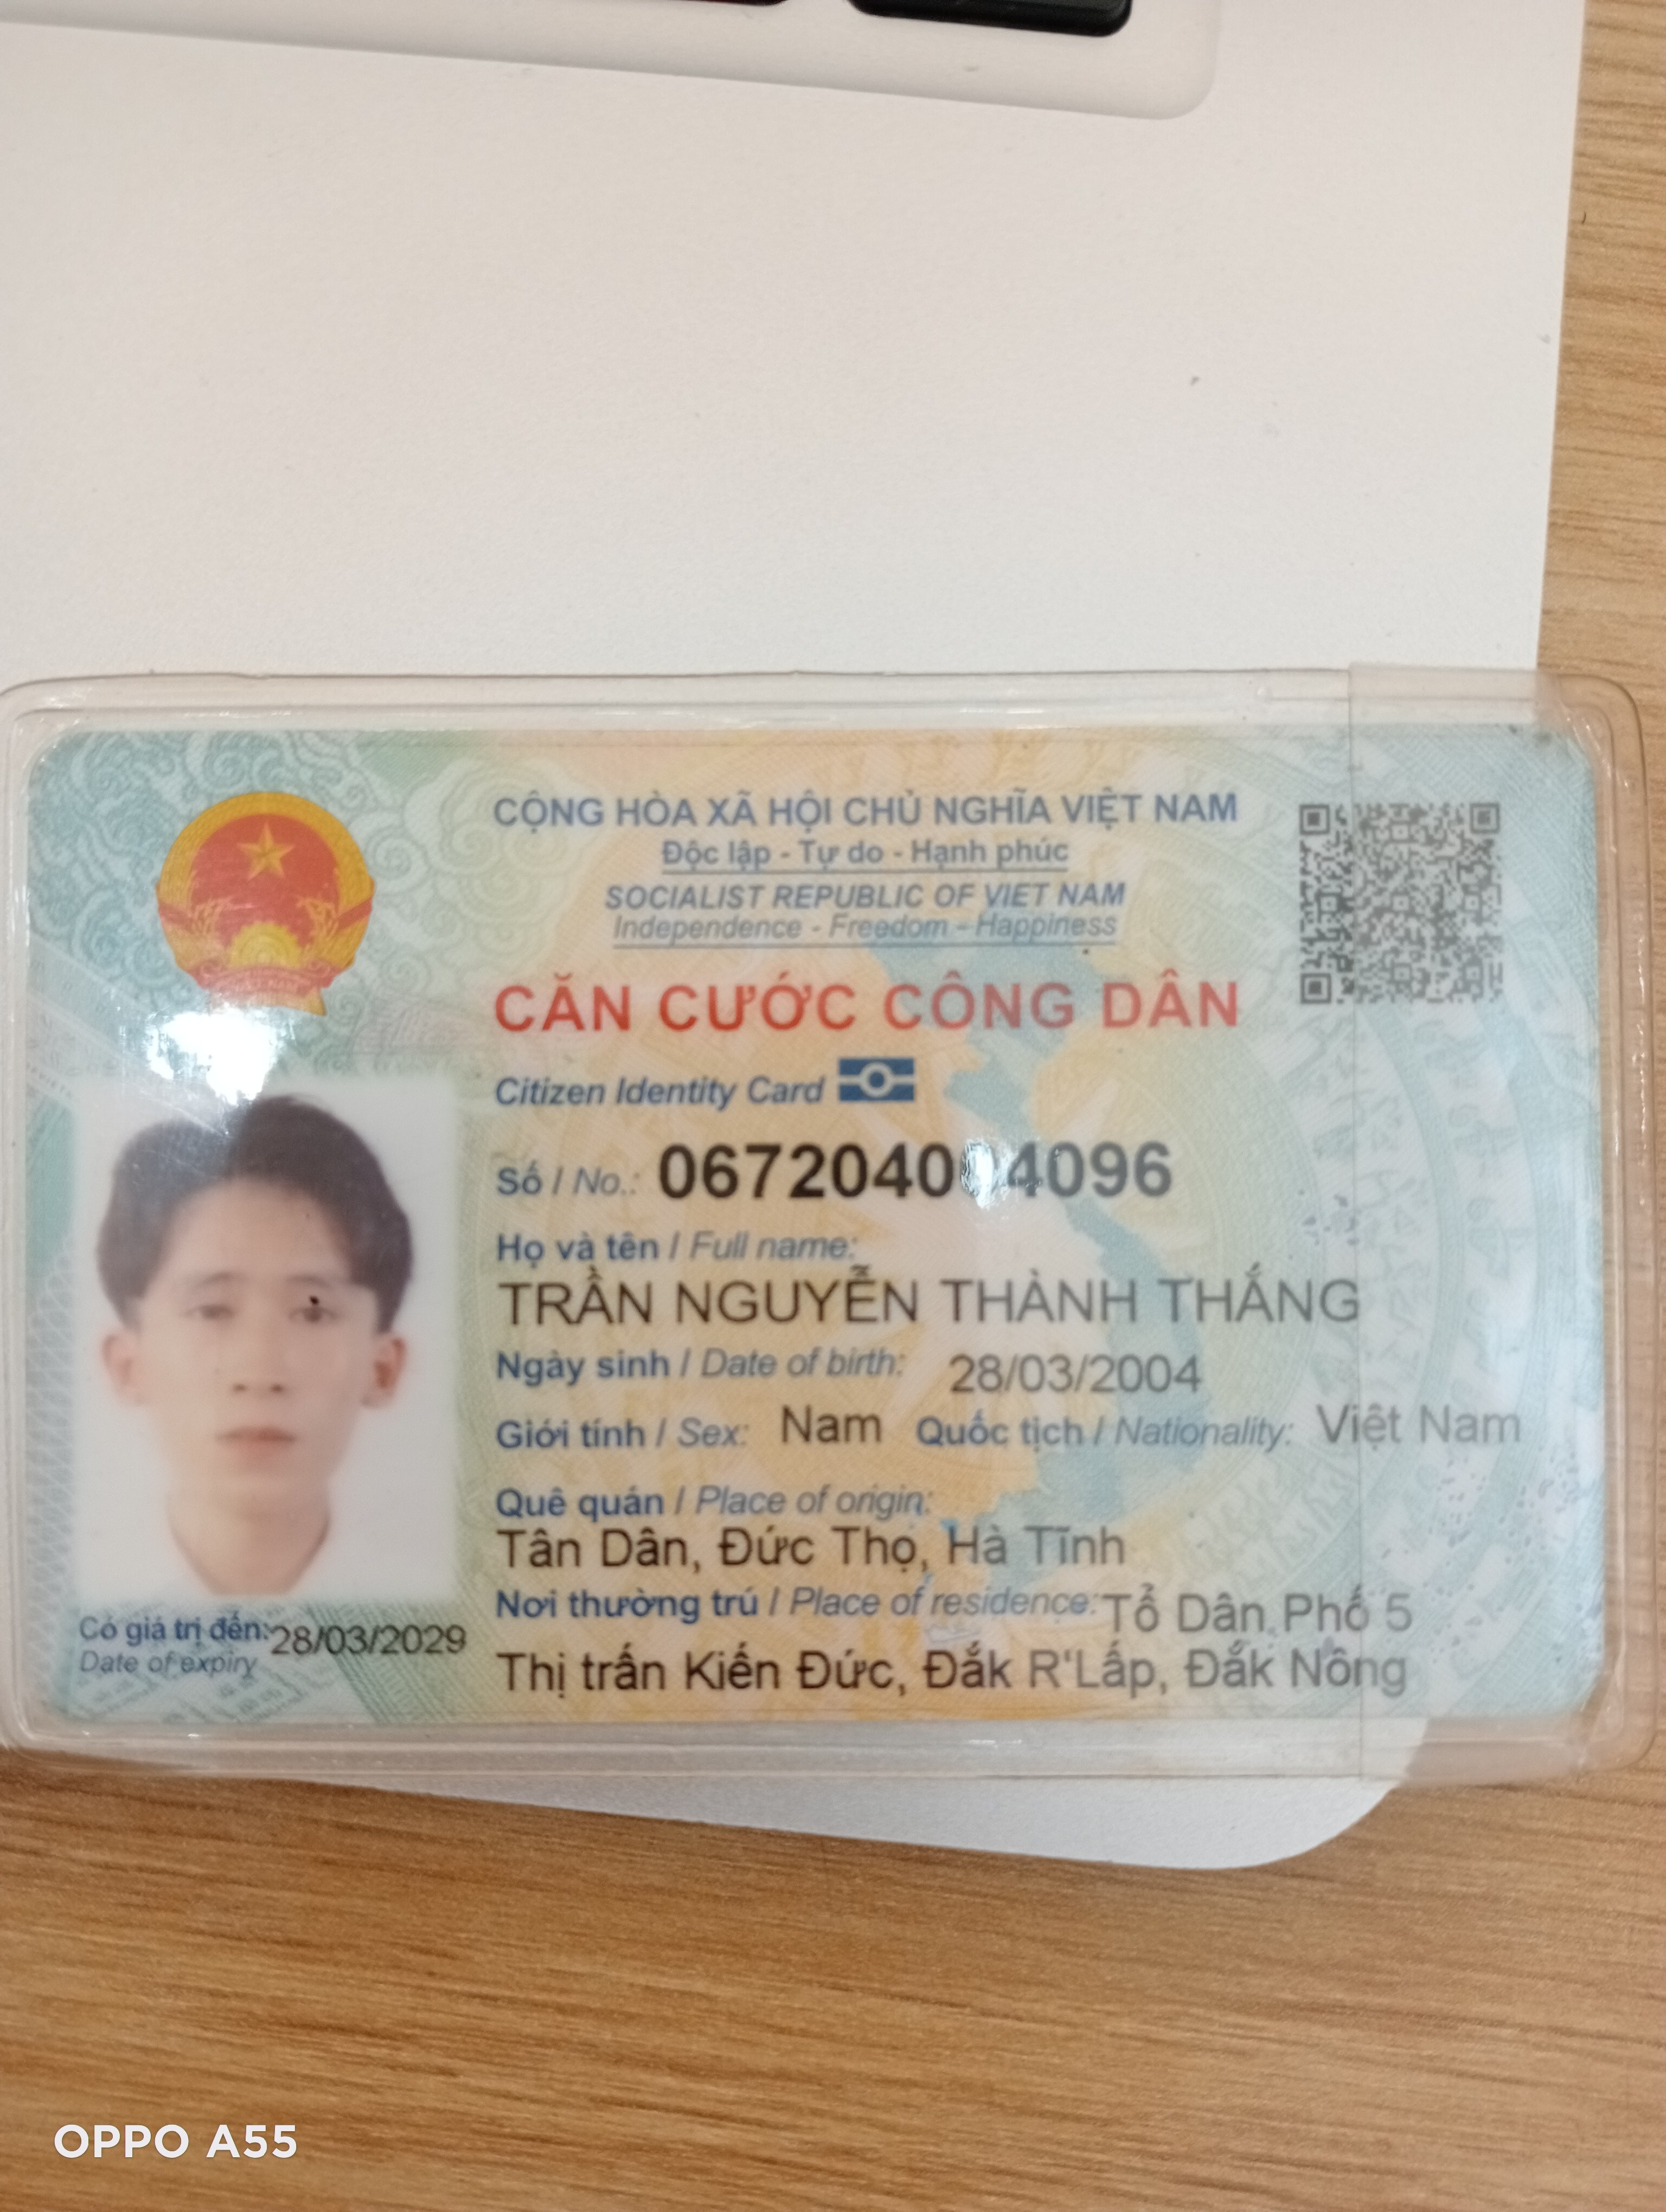 CỘNG HÒA XÃ HỘI CHỦ NGHĨA VIỆT NAM
Độc lập - Tự do - Hạnh phúc
SOCIALIST REPUBLIC OF VIET NAM
Independence - Freedom - Happiness
CĂN CƯỚC CÔNG DÂN
Citizen Identity Card
Số / No.:
Họ và tên / Full name:
TRẦN NGUYỄN THÀNH THẮNG
Ngày sinh / Date of birth: 28/03/2004
Giới tính / Sex: Nam Quốc tịch / Nationality: Việt Nam
Quê quán / Place of origin:
Tân Dân, Đức Thọ, Hà Tĩnh
Nơi thường trú / Place of residence: Tổ Dân Phố 5
Thị trấn Kiến Đức, Đắk R'Lấp, Đắk Nông
Có giá trị đến: 28/03/2029
Date of expiry
OPPO A55